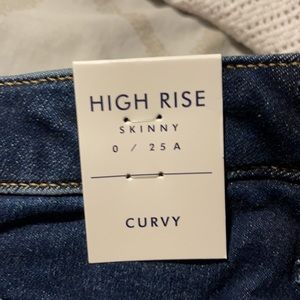 HIGH RISE
SKINNY
0 / 25 A
CURVY